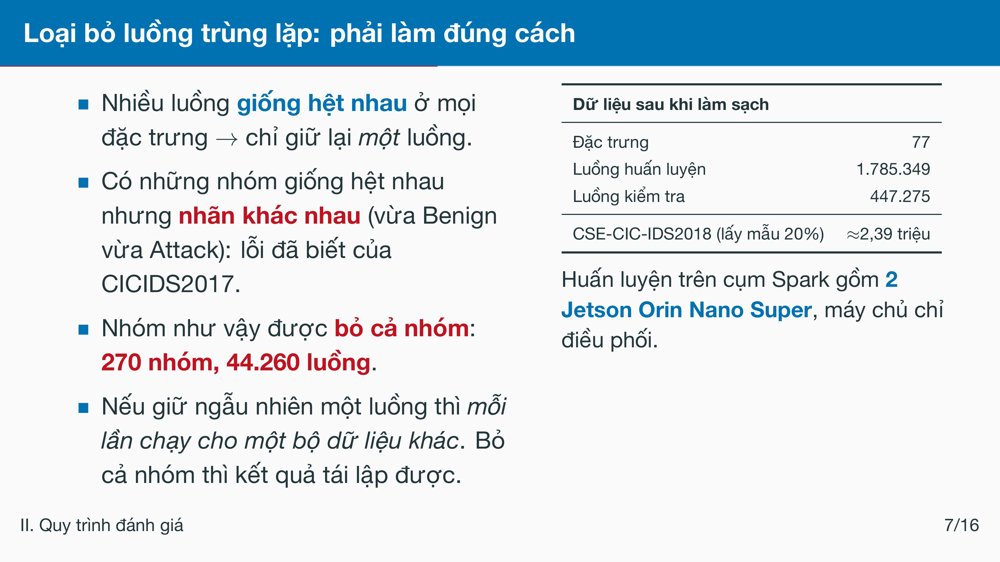 Loại bỏ luồng trùng lặp: phải làm đúng cách
Nhiều luồng giống hệt nhau ở mọi
đặc trưng → chỉ giữ lại một luồng.
Có những nhóm giống hệt nhau
nhưng nhãn khác nhau (vừa Benign
vừa Attack): lỗi đã biết của
CICIDS2017.
Nhóm như vậy được bỏ cả nhóm:
270 nhóm, 44.260 luồng.
Nếu giữ ngẫu nhiên một luồng thì mỗi
lần chạy cho một bộ dữ liệu khác. Bỏ
cả nhóm thì kết quả tái lập được.
Dữ liệu sau khi làm sạch
Đặc trưng 77
Luồng huấn luyện 1.785.349
Luồng kiểm tra 447.275
CSE-CIC-IDS2018 (lấy mẫu 20%) ≈2,39 triệu
Huấn luyện trên cụm Spark gồm 2
Jetson Orin Nano Super, máy chủ chỉ
điều phối.
II. Quy trình đánh giá
7/16